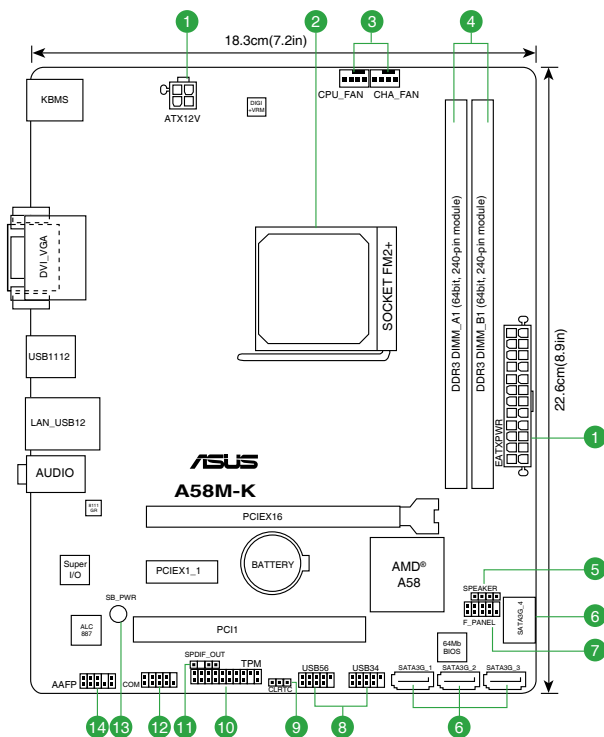 18.3cm(7.2in)
1
2
3
4
KBMS
ATX12V
DIGI
+VRM
CPU_FAN
CHA_FAN
DVI_VGA
SOCKET FM2+
DDR3 DIMM_A1 (64bit, 240-pin module)
DDR3 DIMM_B1 (64bit, 240-pin module)
22.6cm(8.9in)
USB1112
EATXPWR
1
LAN_USB12
AUDIO
ASUS
A58M-K
8111
GR
PCIEX16
Super
I/O
PCIEX1_1
BATTERY
AMD®
A58
SPEAKER
5
F_PANEL
SATA3G_4
6
7
SB_PWR
ALC
887
PCI1
64Mb
BIOS
SPDIF_OUT
TPM
AAFP
COM
CLRTC
USB56
USB34
SATA3G_1
SATA3G_2
SATA3G_3
14
13
12
11
10
9
8
6